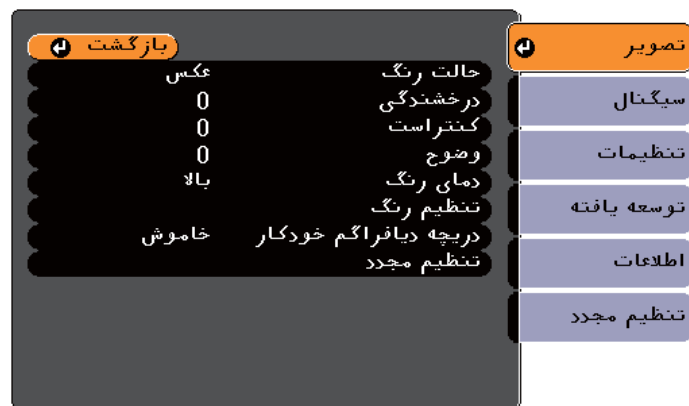 تصویر
سیگنال
تنظیمات
توسعه یافته
اطلاعات
تنظیم مجدد
بازگشت
حالت رنگ عکس
درخشندگی 0
کنتراست 0
وضوح 0
دمای رنگ بالا
تنظیم رنگ
دریچه دیافراگم خودکار خاموش
تنظیم مجدد